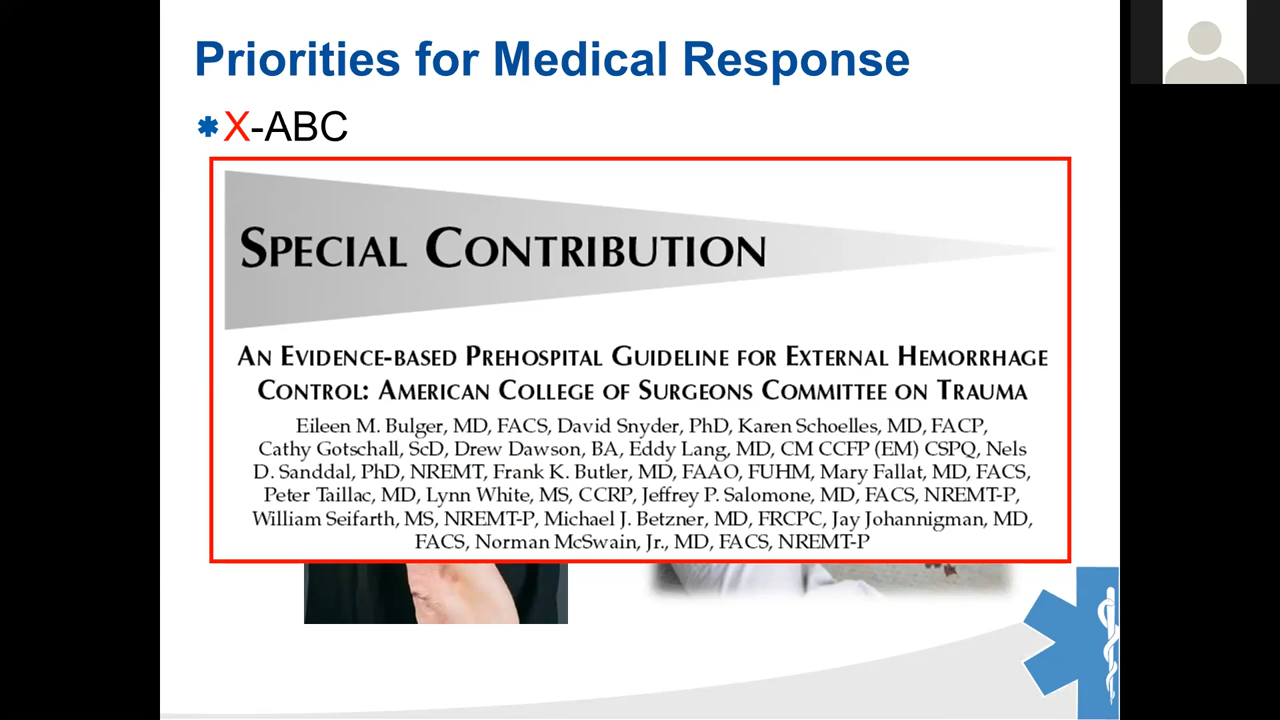 Priorities for Medical Response
X-ABC
SPECIAL CONTRIBUTION
AN EVIDENCE-BASED PREHOSPITAL GUIDELINE FOR EXTERNAL HEMORRHAGE
CONTROL: AMERICAN COLLEGE OF SURGEONS COMMITTEE ON TRAUMA
Eileen M. Bulger, MD, FACS, David Snyder, PhD, Karen Schoelles, MD, FACP,
Cathy Gotschall, ScD, Drew Dawson, BA, Eddy Lang, MD, CM CCFP (EM) CSPQ, Nels
D. Sanddal, PhD, NREMT, Frank K. Butler, MD, FAAO, FUHM, Mary Fallat, MD, FACS,
Peter Taillac, MD, Lynn White, MS, CCRP, Jeffrey P. Salomone, MD, FACS, NREMT-P,
William Seifarth, MS, NREMT-P, Michael J. Betzner, MD, FRCPC, Jay Johannigman, MD,
FACS, Norman McSwain, Jr., MD, FACS, NREMT-P